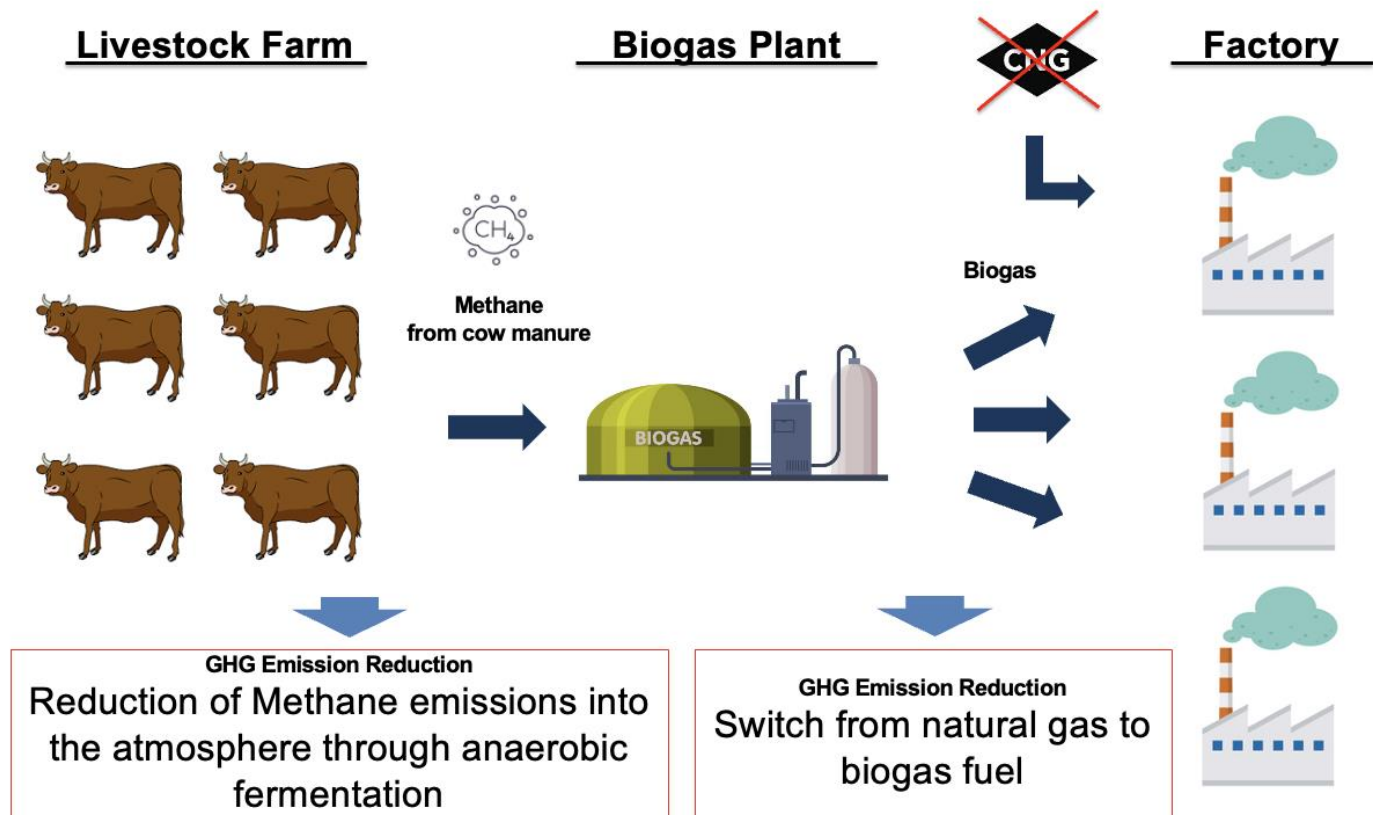 Livestock Farm
Biogas Plant
CNG
Factory
CH₄
Methane
from cow manure
Biogas
BIOGAS
GHG Emission Reduction
Reduction of Methane emissions into
the atmosphere through anaerobic
fermentation
GHG Emission Reduction
Switch from natural gas to
biogas fuel